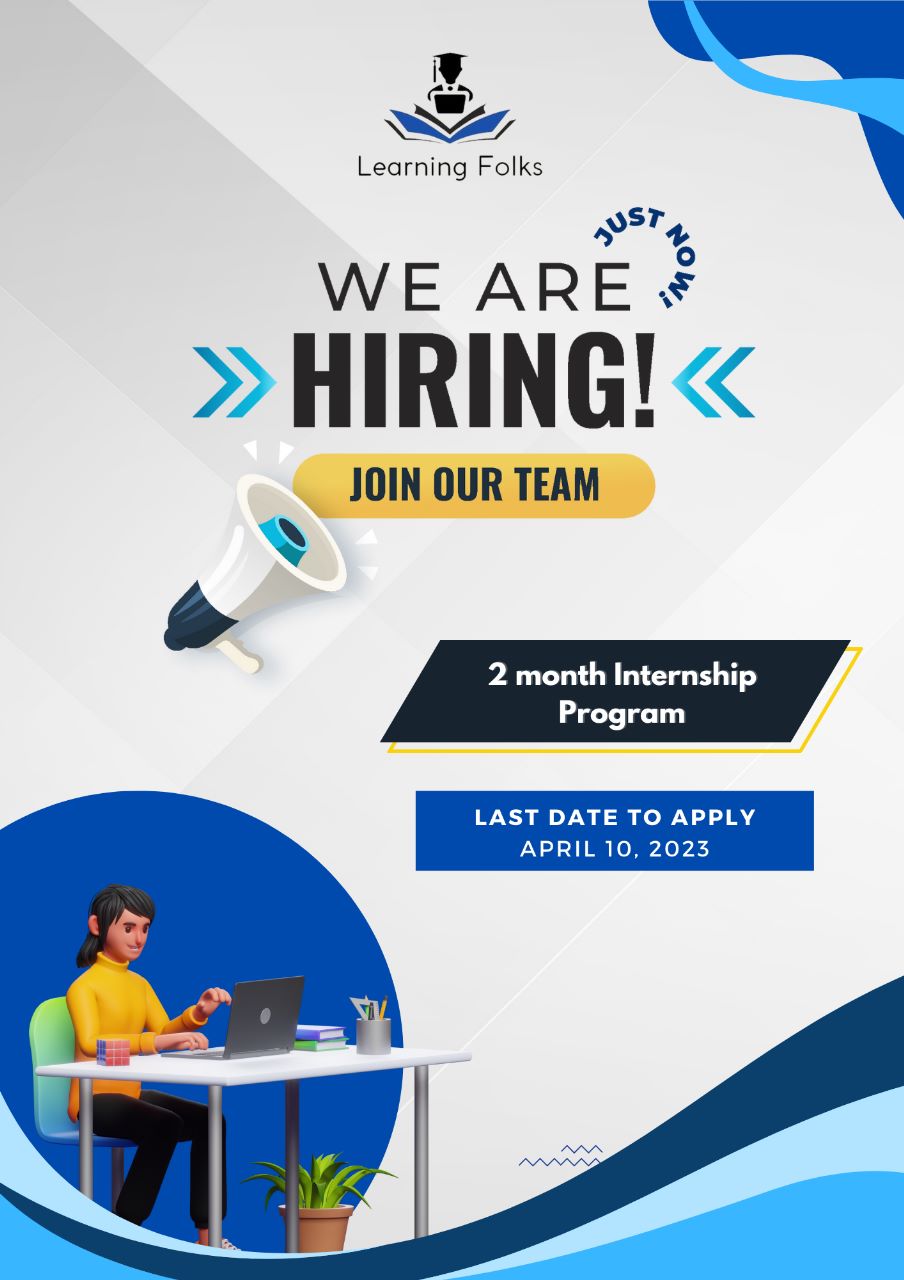 Learning Folks
JUST NOW!
WE ARE
HIRING!
JOIN OUR TEAM
2 month Internship
Program
LAST DATE TO APPLY
APRIL 10, 2023